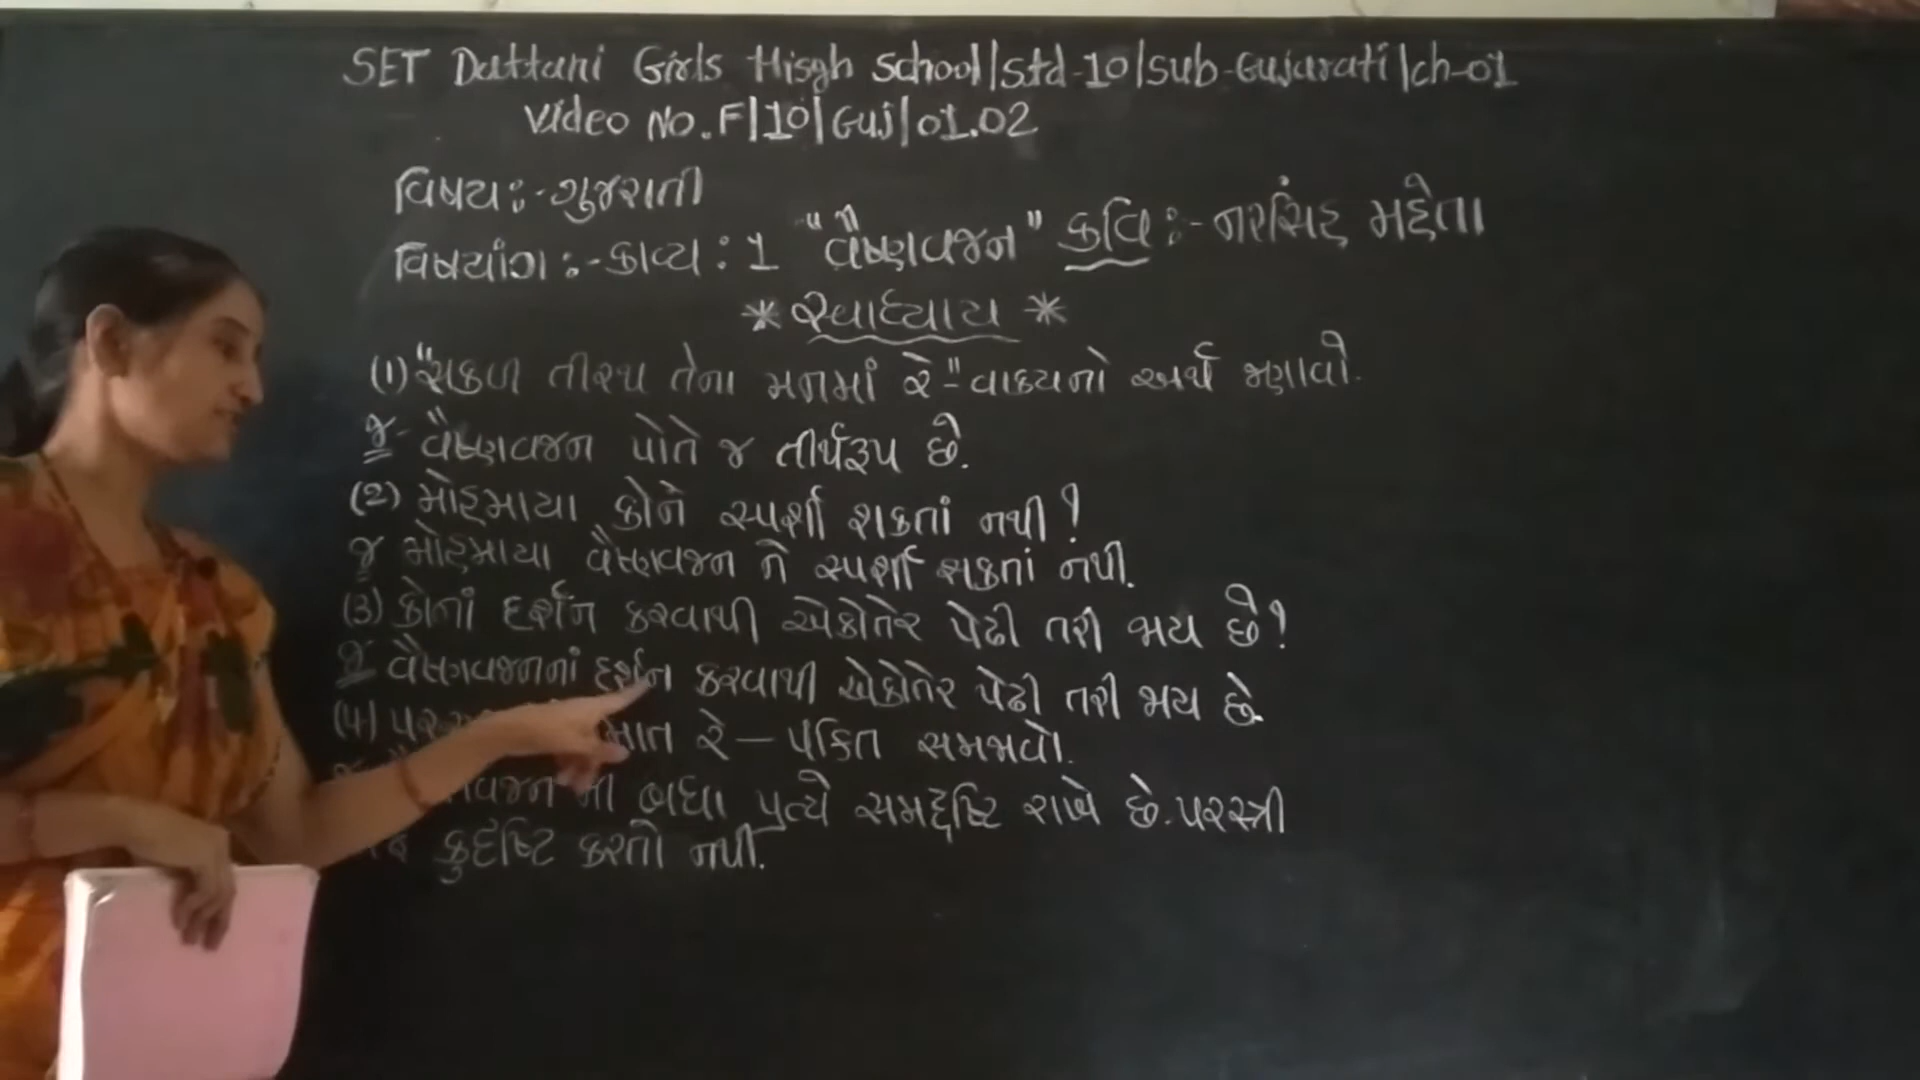 SET Dattani Girls Hisgh School|Std-10|Sub-Gujarati|ch-01
Video No.F|10|Guj|01.02
વિષય:-ગુજરાતી
વિષયાંગ:-કાવ્ય:1 "વૈષ્ણવજન" કવિ:-નરસિંહ મહેતા
* સ્વાધ્યાય *
(1) "સકળ તીરથ તેના મનમાં રે"-વાક્યનો અર્થ જણાવો.
જ-વૈષ્ણવજન પોતે જ તીર્થરૂપ છે.
(2) મોહમાયા કોને સ્પર્શી શકતાં નથી?
જ મોહમાયા વૈષ્ણવજન ને સ્પર્શી શકતાં નથી.
(3) કોનાં દર્શન કરવાથી એકોતેર પેઢી તરી જાય છે?
જ વૈષ્ણવજનનાં દર્શન કરવાથી એકોતેર પેઢી તરી જાય છે.
(4) માત રે - પંક્તિ સમજાવો.
બધા પ્રત્યે સમદ્રષ્ટિ રાખે છે.પરસ્ત્રી
કુદ્રષ્ટિ કરતો નથી.